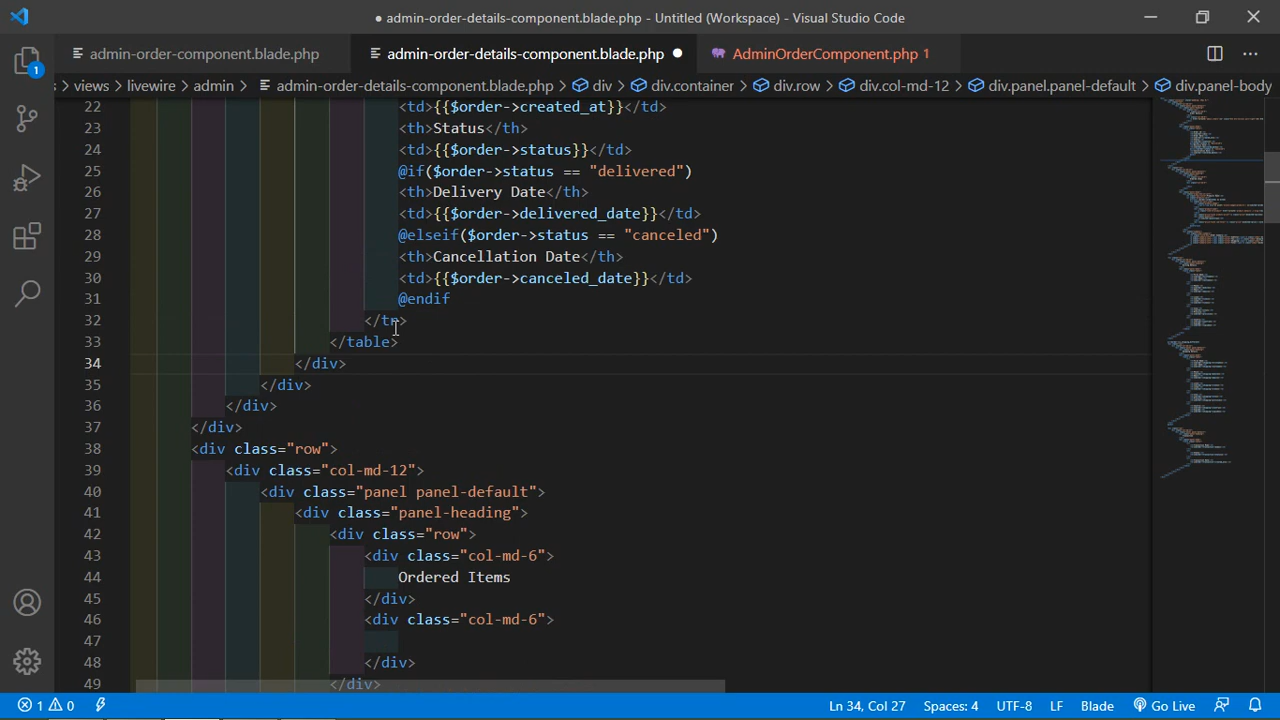 ● admin-order-details-component.blade.php - Untitled (Workspace) - Visual Studio Code
admin-order-component.blade.php
admin-order-details-component.blade.php ●
AdminOrderComponent.php 1
views > livewire > admin > admin-order-details-component.blade.php > div > div.container > div.row > div.col-md-12 > div.panel.panel-default > div.panel-body
1
22 <td>{{$order->created_at}}</td>
23 <th>Status</th>
24 <td>{{$order->status}}</td>
25 @if($order->status == "delivered")
26 <th>Delivery Date</th>
27 <td>{{$order->delivered_date}}</td>
28 @elseif($order->status == "canceled")
29 <th>Cancellation Date</th>
30 <td>{{$order->canceled_date}}</td>
31 @endif
32 </tr>
33 </table>
34 </div>
35 </div>
36 </div>
37 </div>
38 <div class="row">
39 <div class="col-md-12">
40 <div class="panel panel-default">
41 <div class="panel-heading">
42 <div class="row">
43 <div class="col-md-6">
44 Ordered Items
45 </div>
46 <div class="col-md-6">
47
48 </div>
49 </div>
1 0
Ln 34, Col 27 Spaces: 4 UTF-8 LF Blade Go Live